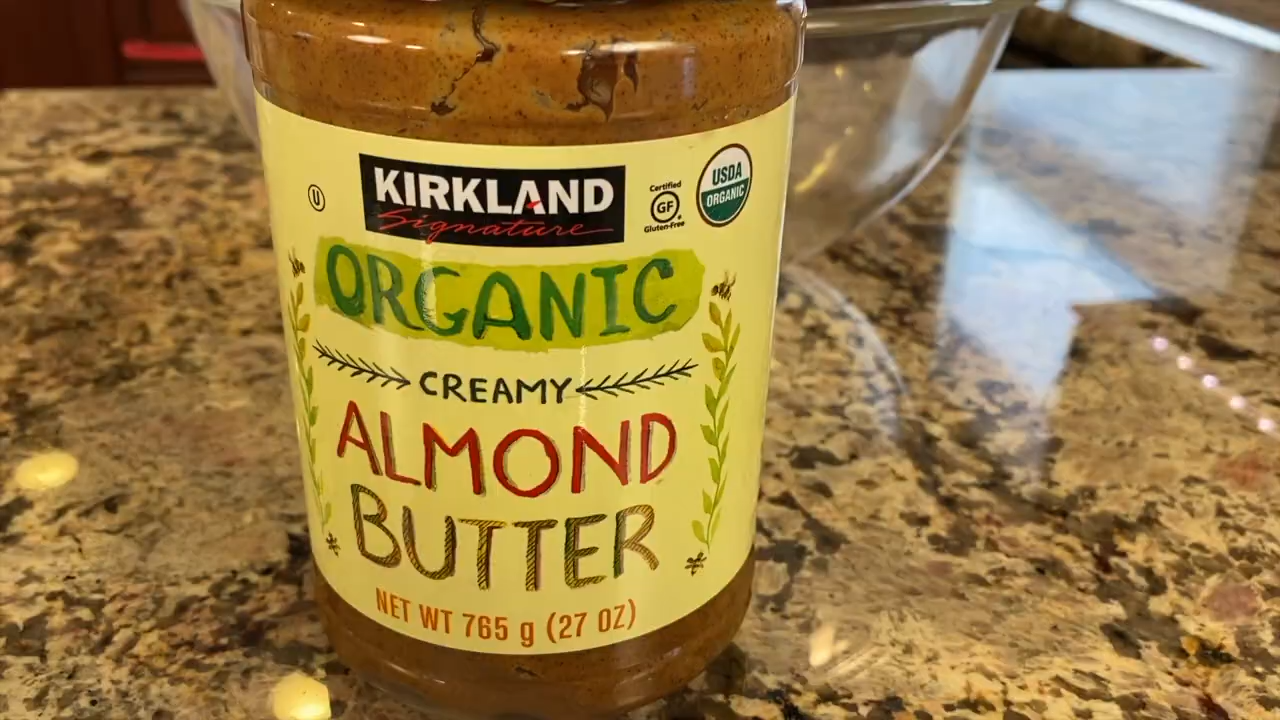 KIRKLAND
Signature
U
Certified
GF
Gluten-Free
USDA
ORGANIC
ORGANIC
CREAMY
ALMOND
BUTTER
NET WT 765 g (27 OZ)